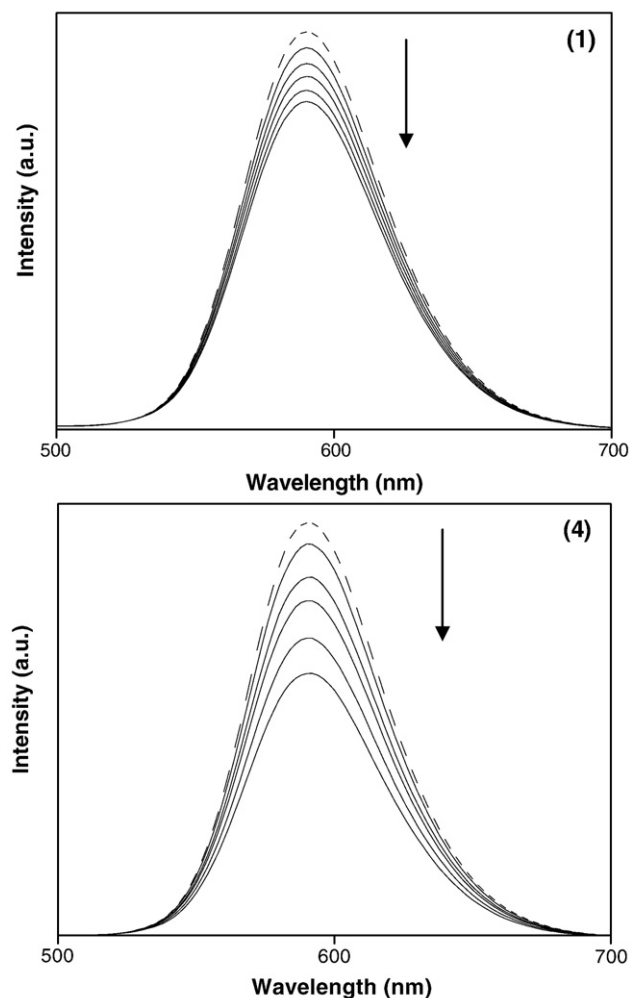 (1)
Intensity (a.u.)
500 600 700
Wavelength (nm)
(4)
Intensity (a.u.)
500 600 700
Wavelength (nm)